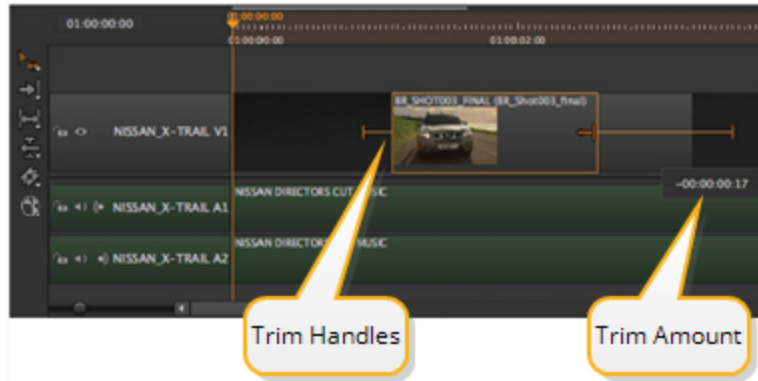 01:00:00:00
01:00:00:00
01:00:00:00
01:00:02:00
BR_SHOT003_FINAL (BR_Shot003_final)
NISSAN_X-TRAIL V1
-00:00:00:17
NISSAN DIRECTORS CUT MUSIC
NISSAN_X-TRAIL A1
NISSAN DIRECTORS MUSIC
NISSAN_X-TRAIL A2
Trim Handles
Trim Amount